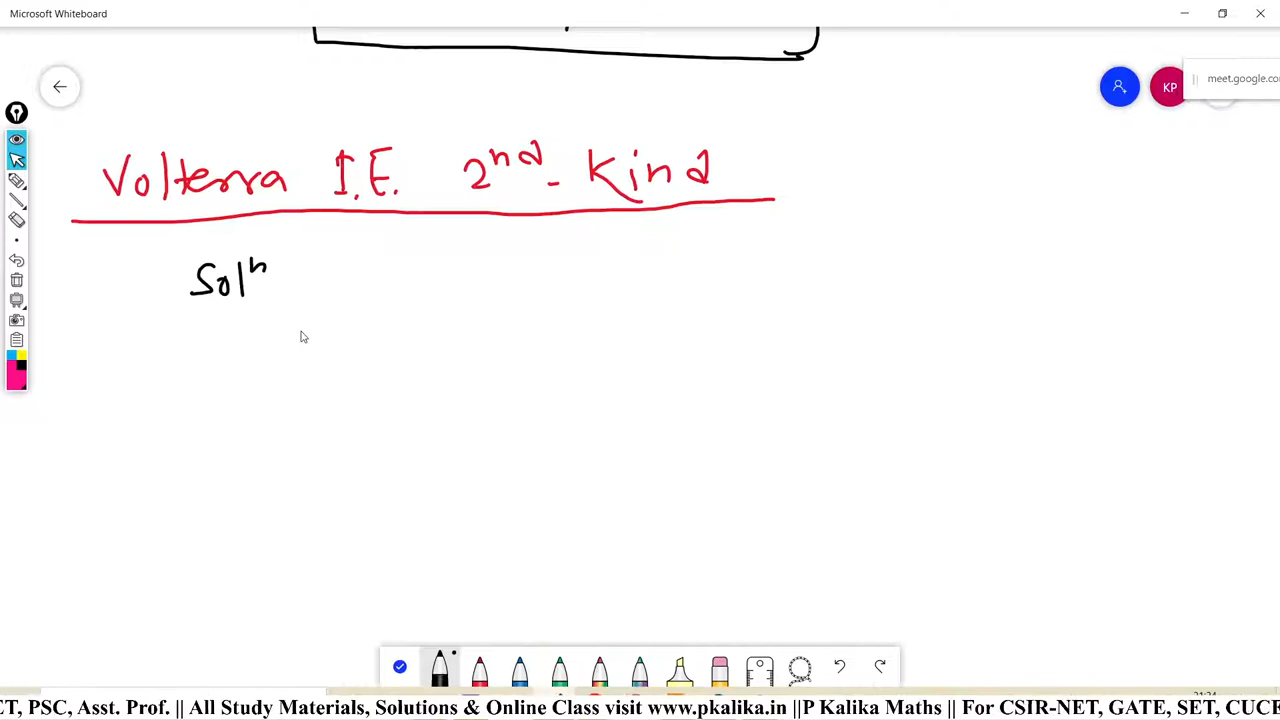 Microsoft Whiteboard
KP
meet.google.co
Volterra I.E. 2nd - Kind
Solⁿ
CT, PSC, Asst. Prof. || All Study Materials, Solutions & Online Class visit www.pkalika.in ||P Kalika Maths || For CSIR-NET, GATE, SET, CUCE